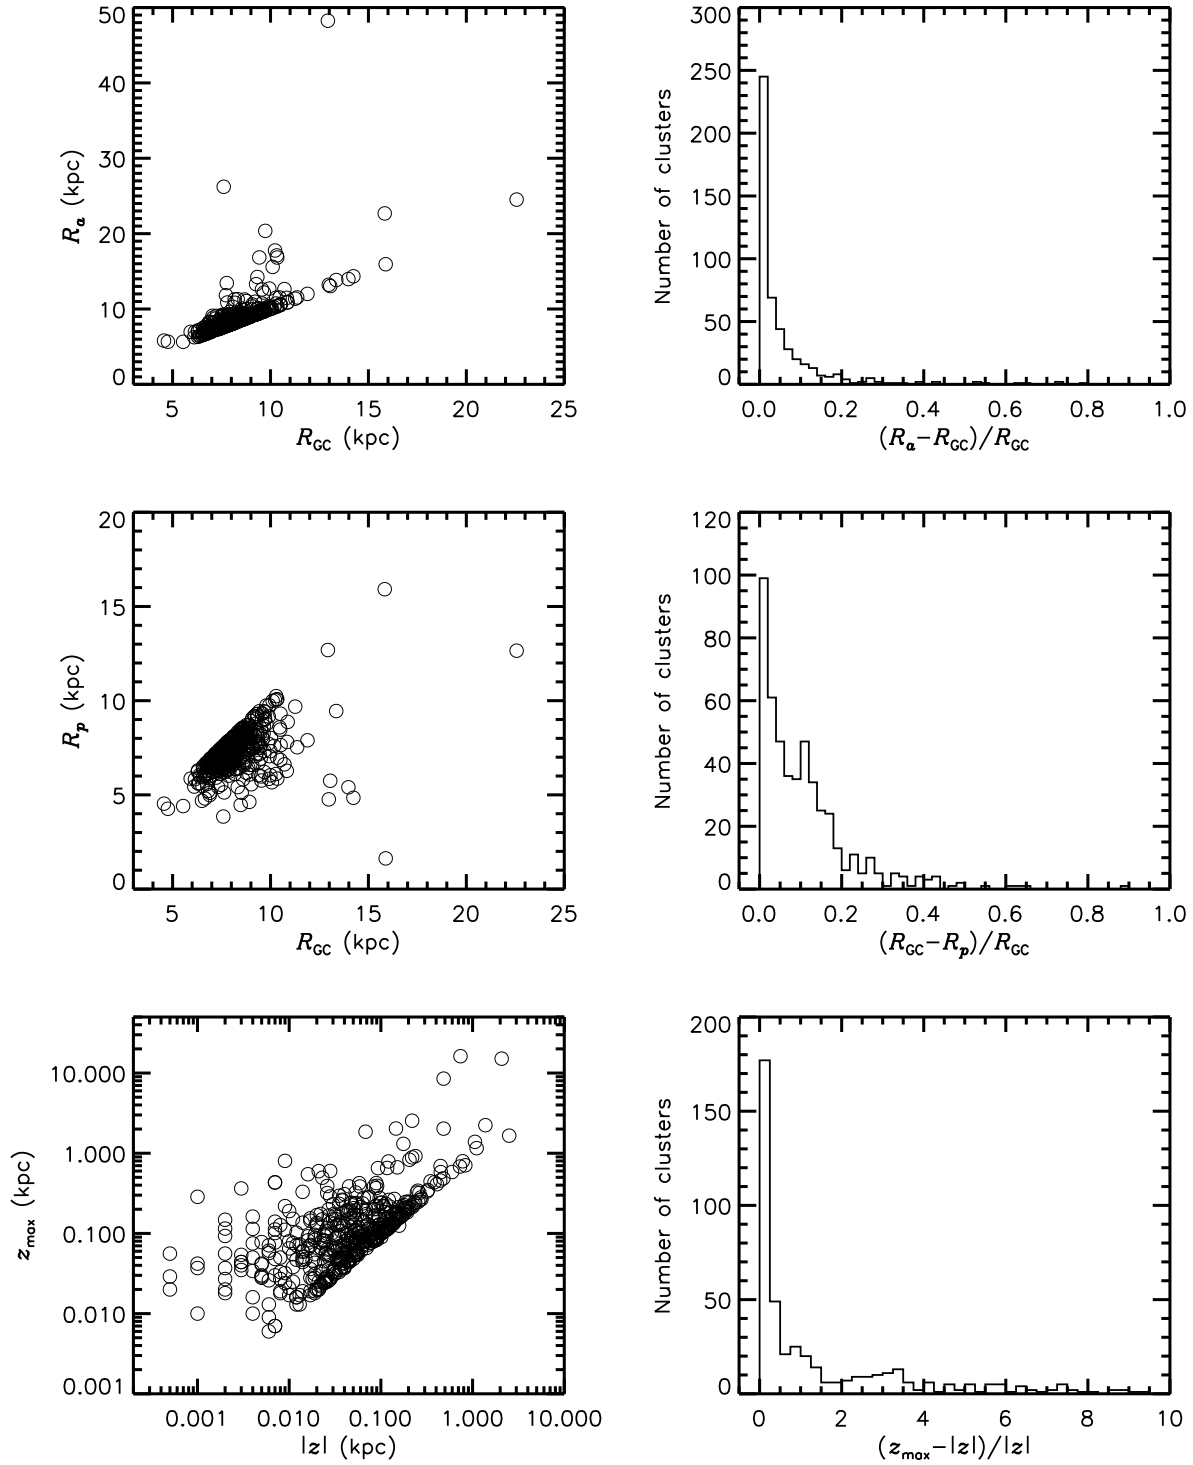 50
40
30
20
10
0
R_a (kpc)
5 10 15 20 25
R_GC (kpc)
300
250
200
150
100
50
0
Number of clusters
0.0 0.2 0.4 0.6 0.8 1.0
(R_a−R_GC)/R_GC
20
15
10
5
0
R_p (kpc)
5 10 15 20 25
R_GC (kpc)
120
100
80
60
40
20
0
Number of clusters
0.0 0.2 0.4 0.6 0.8 1.0
(R_GC−R_p)/R_GC
10.000
1.000
0.100
0.010
0.001
z_max (kpc)
0.001 0.010 0.100 1.000 10.000
|z| (kpc)
200
150
100
50
0
Number of clusters
0 2 4 6 8 10
(z_max−|z|)/|z|